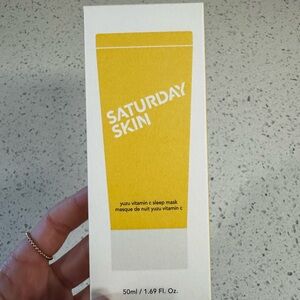 SATURDAY
SKIN
yuzu vitamin c sleep mask
masque de nuit yuzu vitamin c
50ml / 1.69 Fl. Oz.